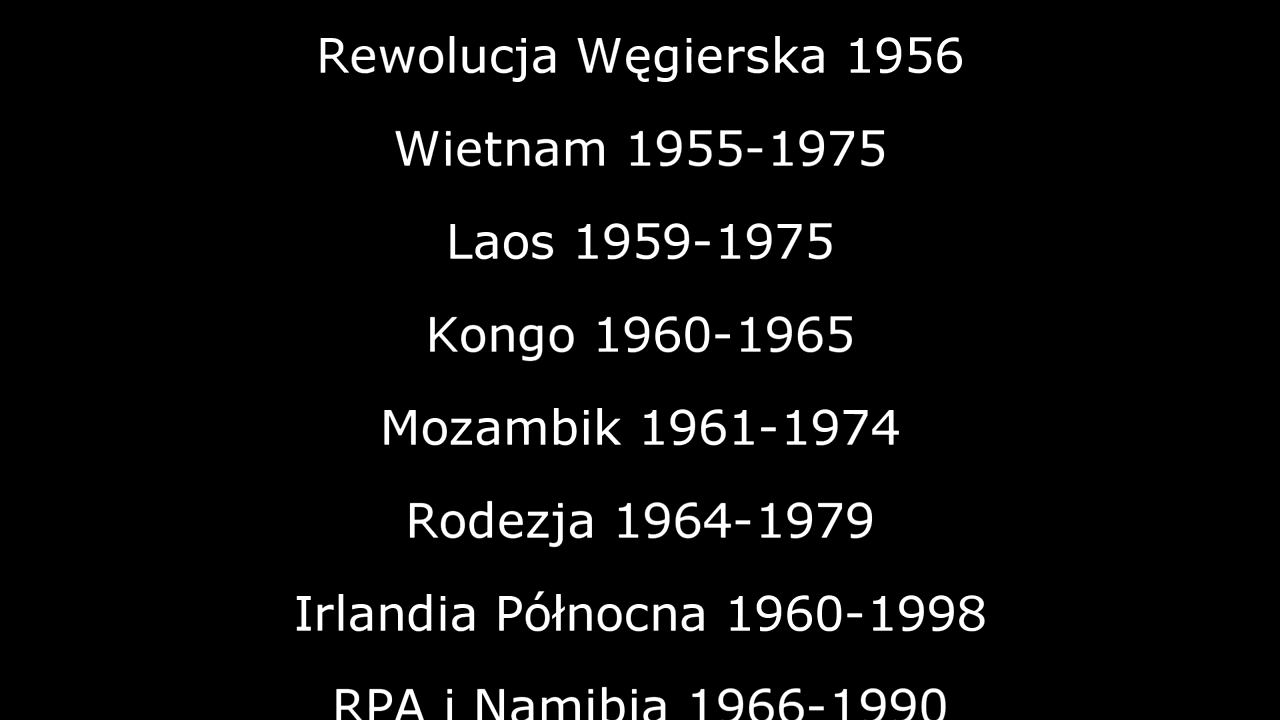 Rewolucja Węgierska 1956
Wietnam 1955-1975
Laos 1959-1975
Kongo 1960-1965
Mozambik 1961-1974
Rodezja 1964-1979
Irlandia Północna 1960-1998
RPA i Namibia 1966-1990